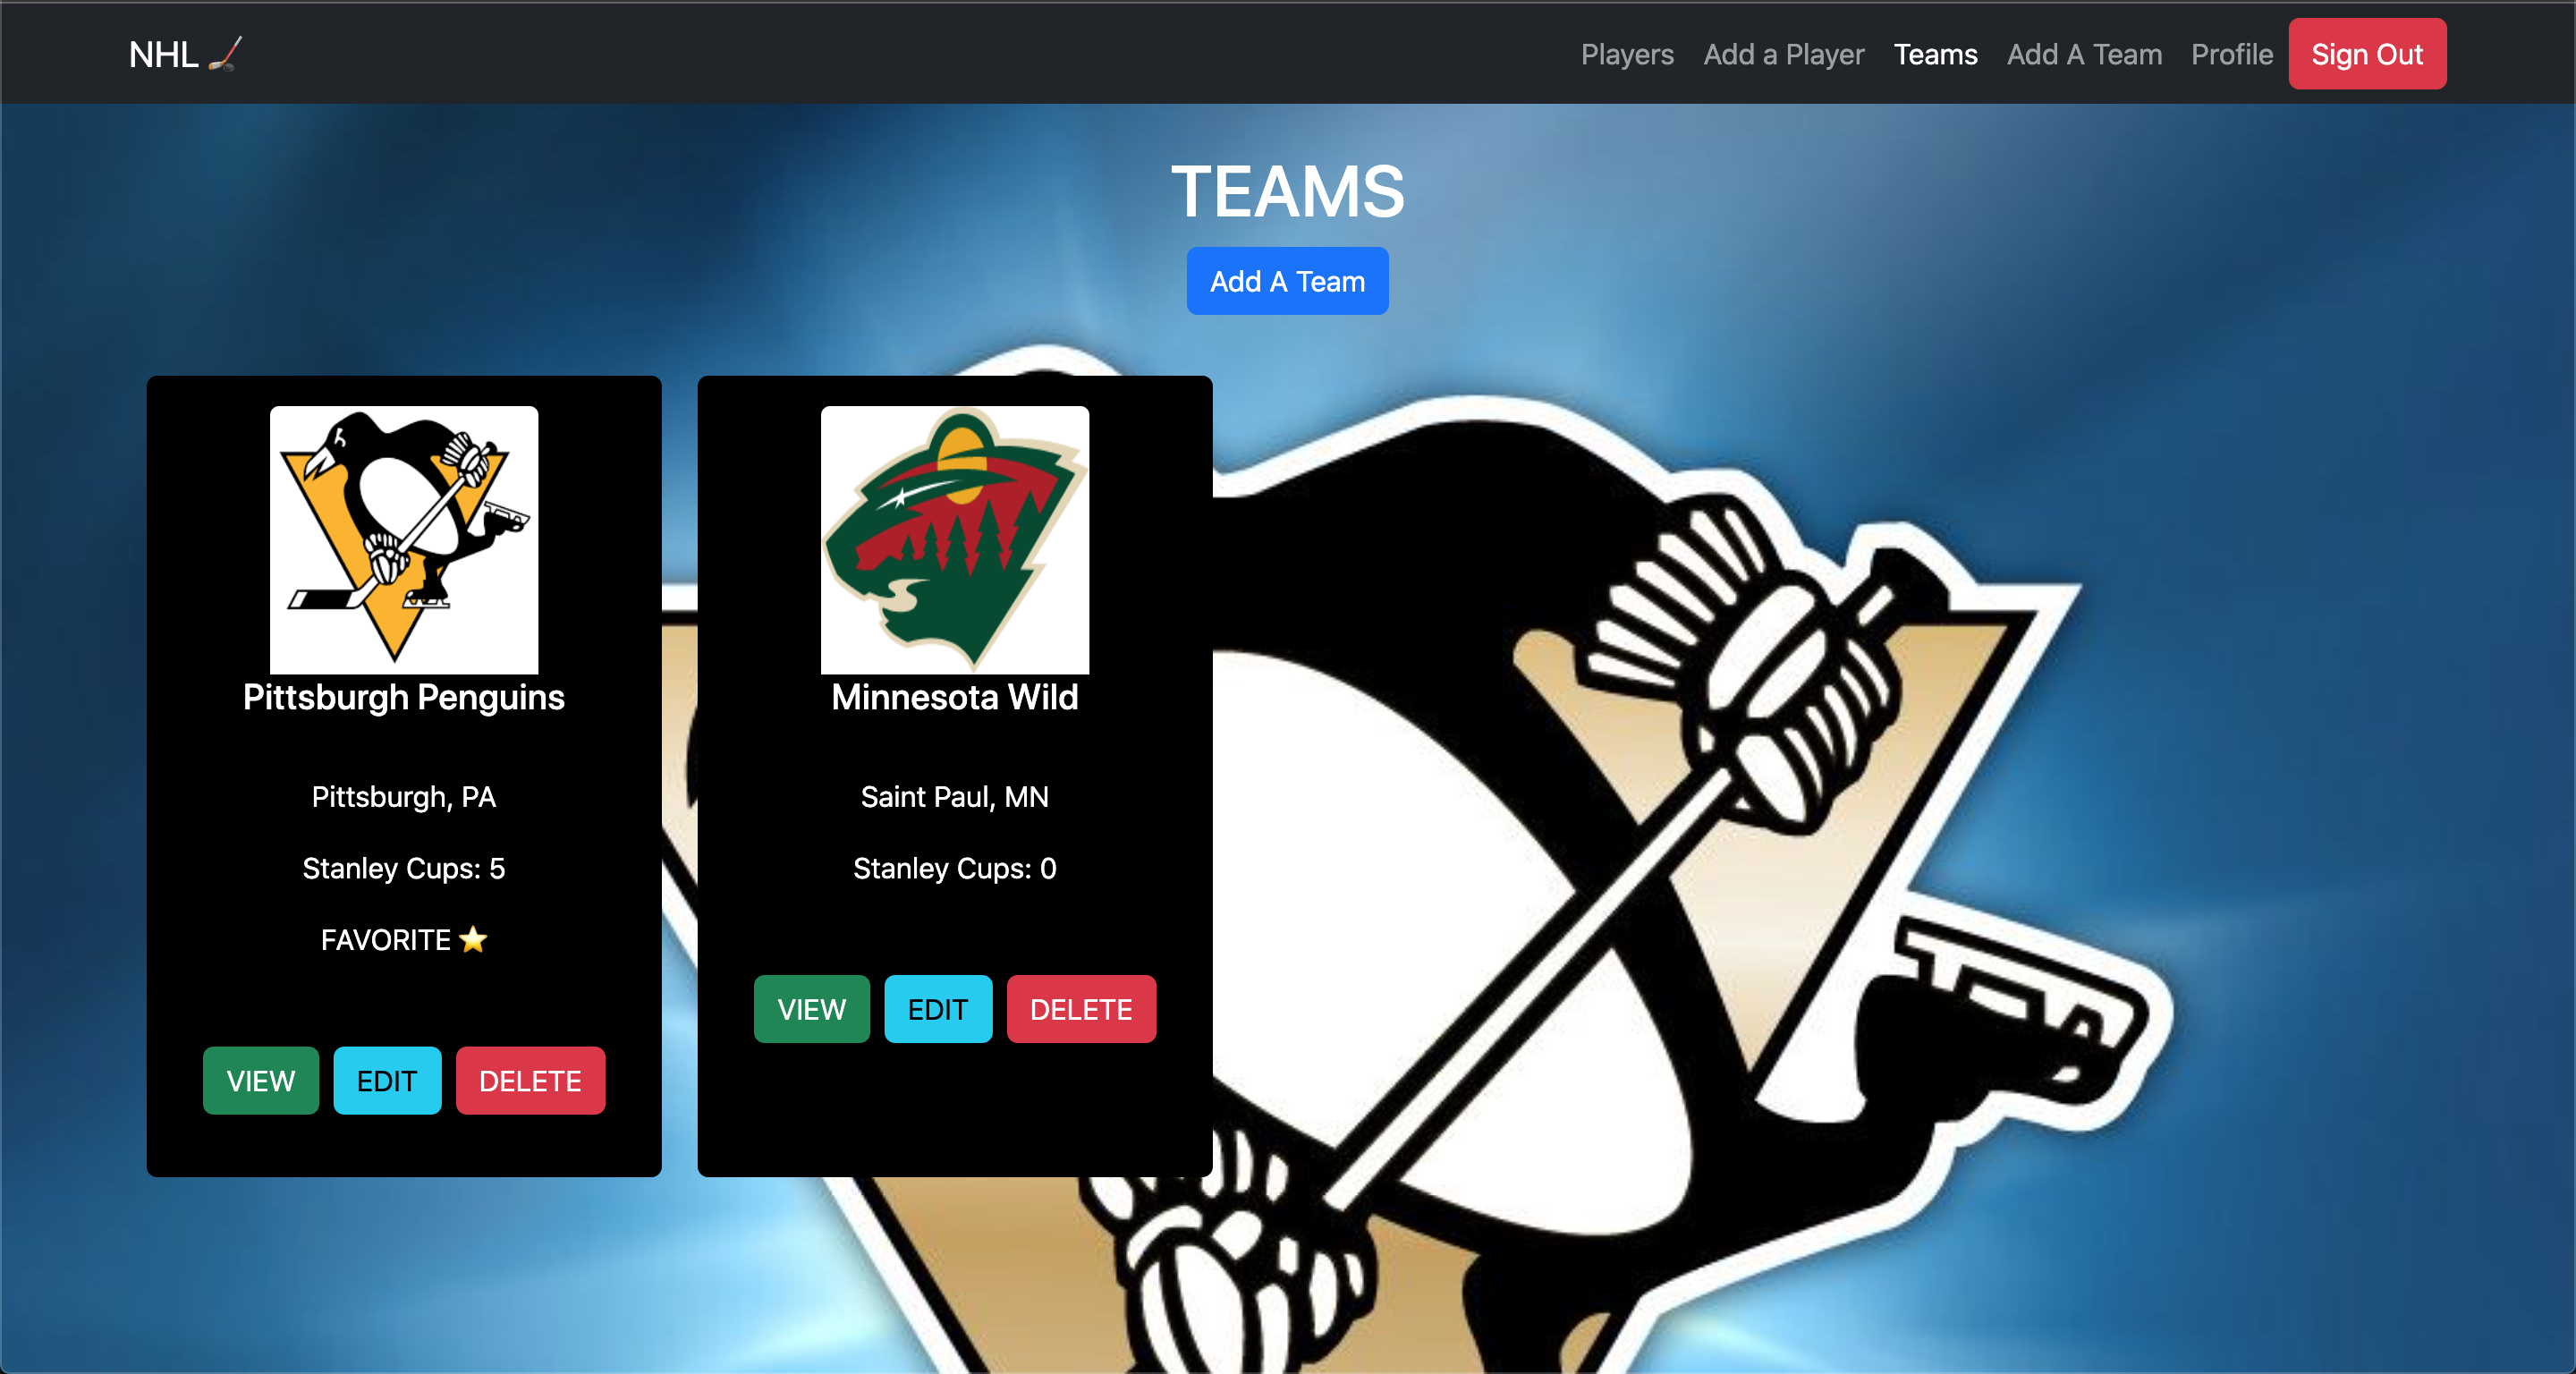 NHL 🏒 Players Add a Player Teams Add A Team Profile Sign Out
TEAMS
Add A Team
Pittsburgh Penguins
Pittsburgh, PA
Stanley Cups: 5
FAVORITE ⭐
VIEW EDIT DELETE
Minnesota Wild
Saint Paul, MN
Stanley Cups: 0
VIEW EDIT DELETE